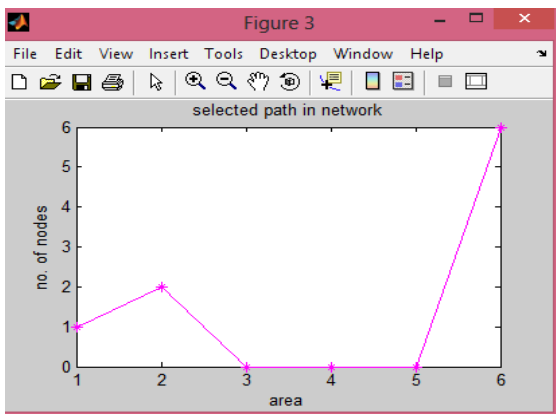 Figure 3
File Edit View Insert Tools Desktop Window Help
selected path in network
no. of nodes
6
5
4
3
2
1
0
1 2 3 4 5 6
area